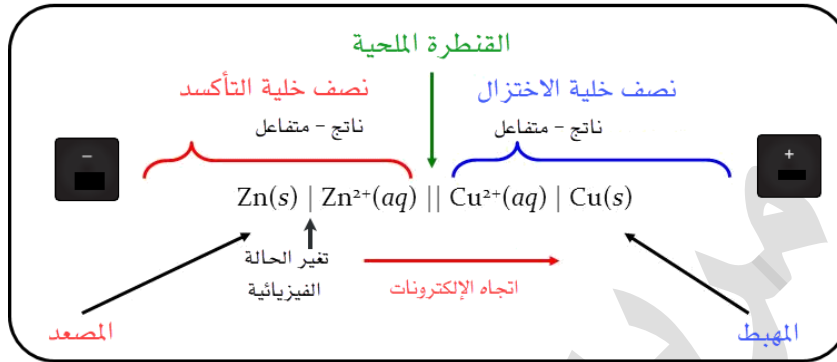 القنطرة الملحية
نصف خلية الاختزال
نصف خلية التأكسد
ناتج - متفاعل
ناتج - متفاعل
+
−
Zn(s) | Zn²⁺(aq) || Cu²⁺(aq) | Cu(s)
تغير الحالة
الفيزيائية
اتجاه الإلكترونات
المهبط
المصعد